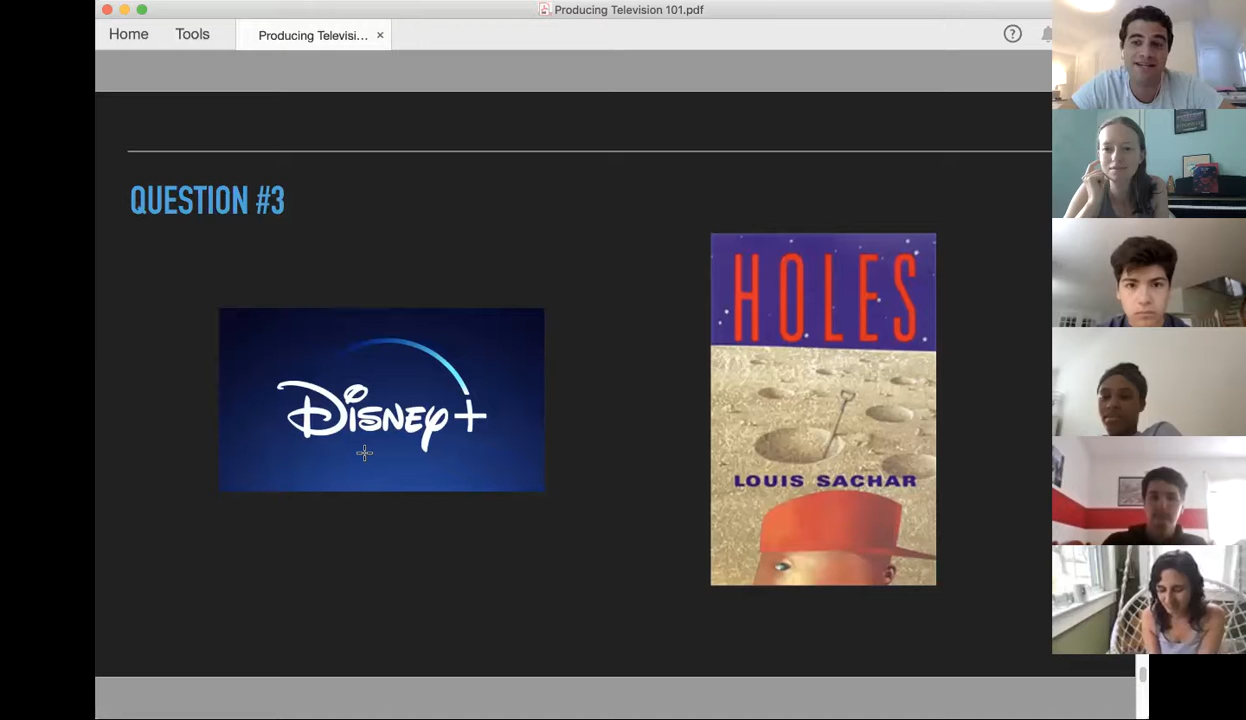 Producing Television 101.pdf
Home Tools Producing Televisi... ×
?
QUESTION #3
Disney+
HOLES
LOUIS SACHAR